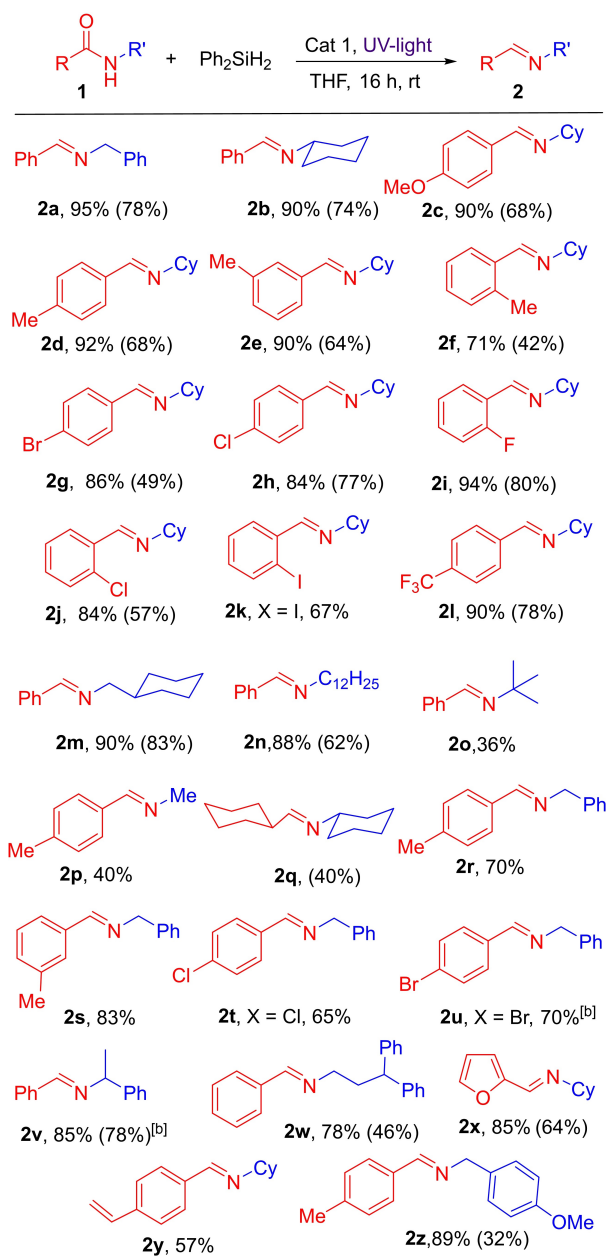 O
R N R' + Ph₂SiH₂ Cat 1, UV-light R N R'
H THF, 16 h, rt
1 2
Ph N Ph Ph N MeO N Cy
2a, 95% (78%) 2b, 90% (74%) 2c, 90% (68%)
Me N Cy Me N Cy N Cy Me
2d, 92% (68%) 2e, 90% (64%) 2f, 71% (42%)
Br N Cy Cl N Cy N Cy F
2g, 86% (49%) 2h, 84% (77%) 2i, 94% (80%)
N Cy Cl N Cy I F₃C N Cy
2j, 84% (57%) 2k, X = I, 67% 2l, 90% (78%)
Ph N Ph N C₁₂H₂₅ Ph N
2m, 90% (83%) 2n,88% (62%) 2o,36%
Me N Me N Me N Ph
2p, 40% 2q, (40%) 2r, 70%
Me N Ph Cl N Ph Br N Ph
2s, 83% 2t, X = Cl, 65% 2u, X = Br, 70%[b]
Ph N Ph N Ph Ph O N Cy
2v, 85% (78%)[b] 2w, 78% (46%) 2x, 85% (64%)
N Cy Me N OMe
2y, 57% 2z,89% (32%)